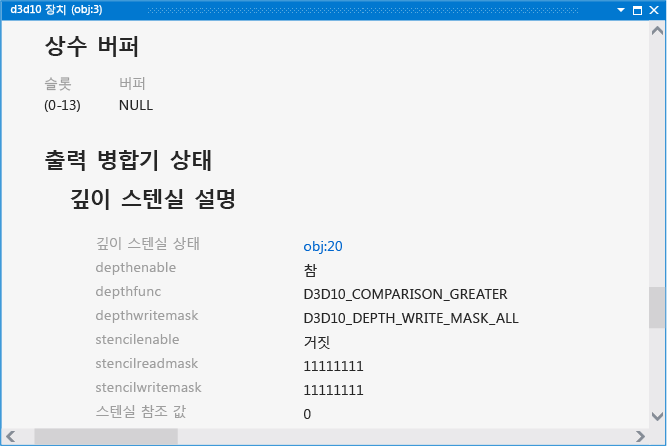 d3d10 장치 (obj:3)
상수 버퍼
슬롯 버퍼
(0-13) NULL
출력 병합기 상태
깊이 스텐실 설명
깊이 스텐실 상태 obj:20
depthenable 참
depthfunc D3D10_COMPARISON_GREATER
depthwritemask D3D10_DEPTH_WRITE_MASK_ALL
stencilenable 거짓
stencilreadmask 11111111
stencilwritemask 11111111
스텐실 참조 값 0